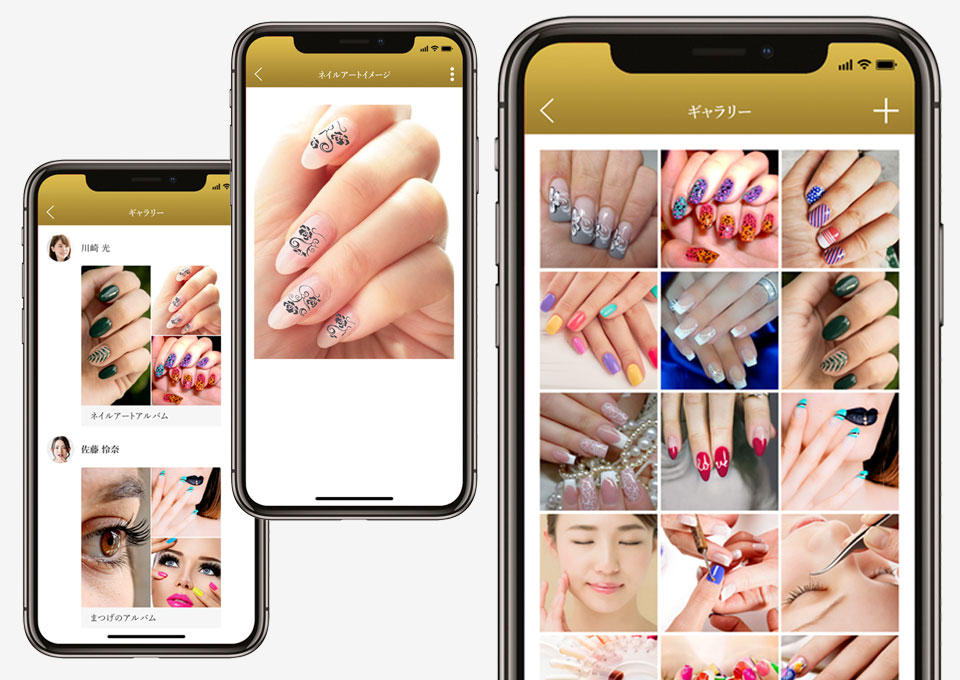 ギャラリー
川崎 光
ネイルアートアルバム
佐藤 怜奈
まつげのアルバム
ネイルアートイメージ
ギャラリー
love